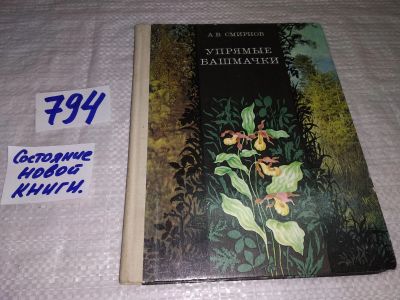 794
Состояние
новой
книги.
А. В. СМИРНОВ
УПРЯМЫЕ
БАШМАЧКИ